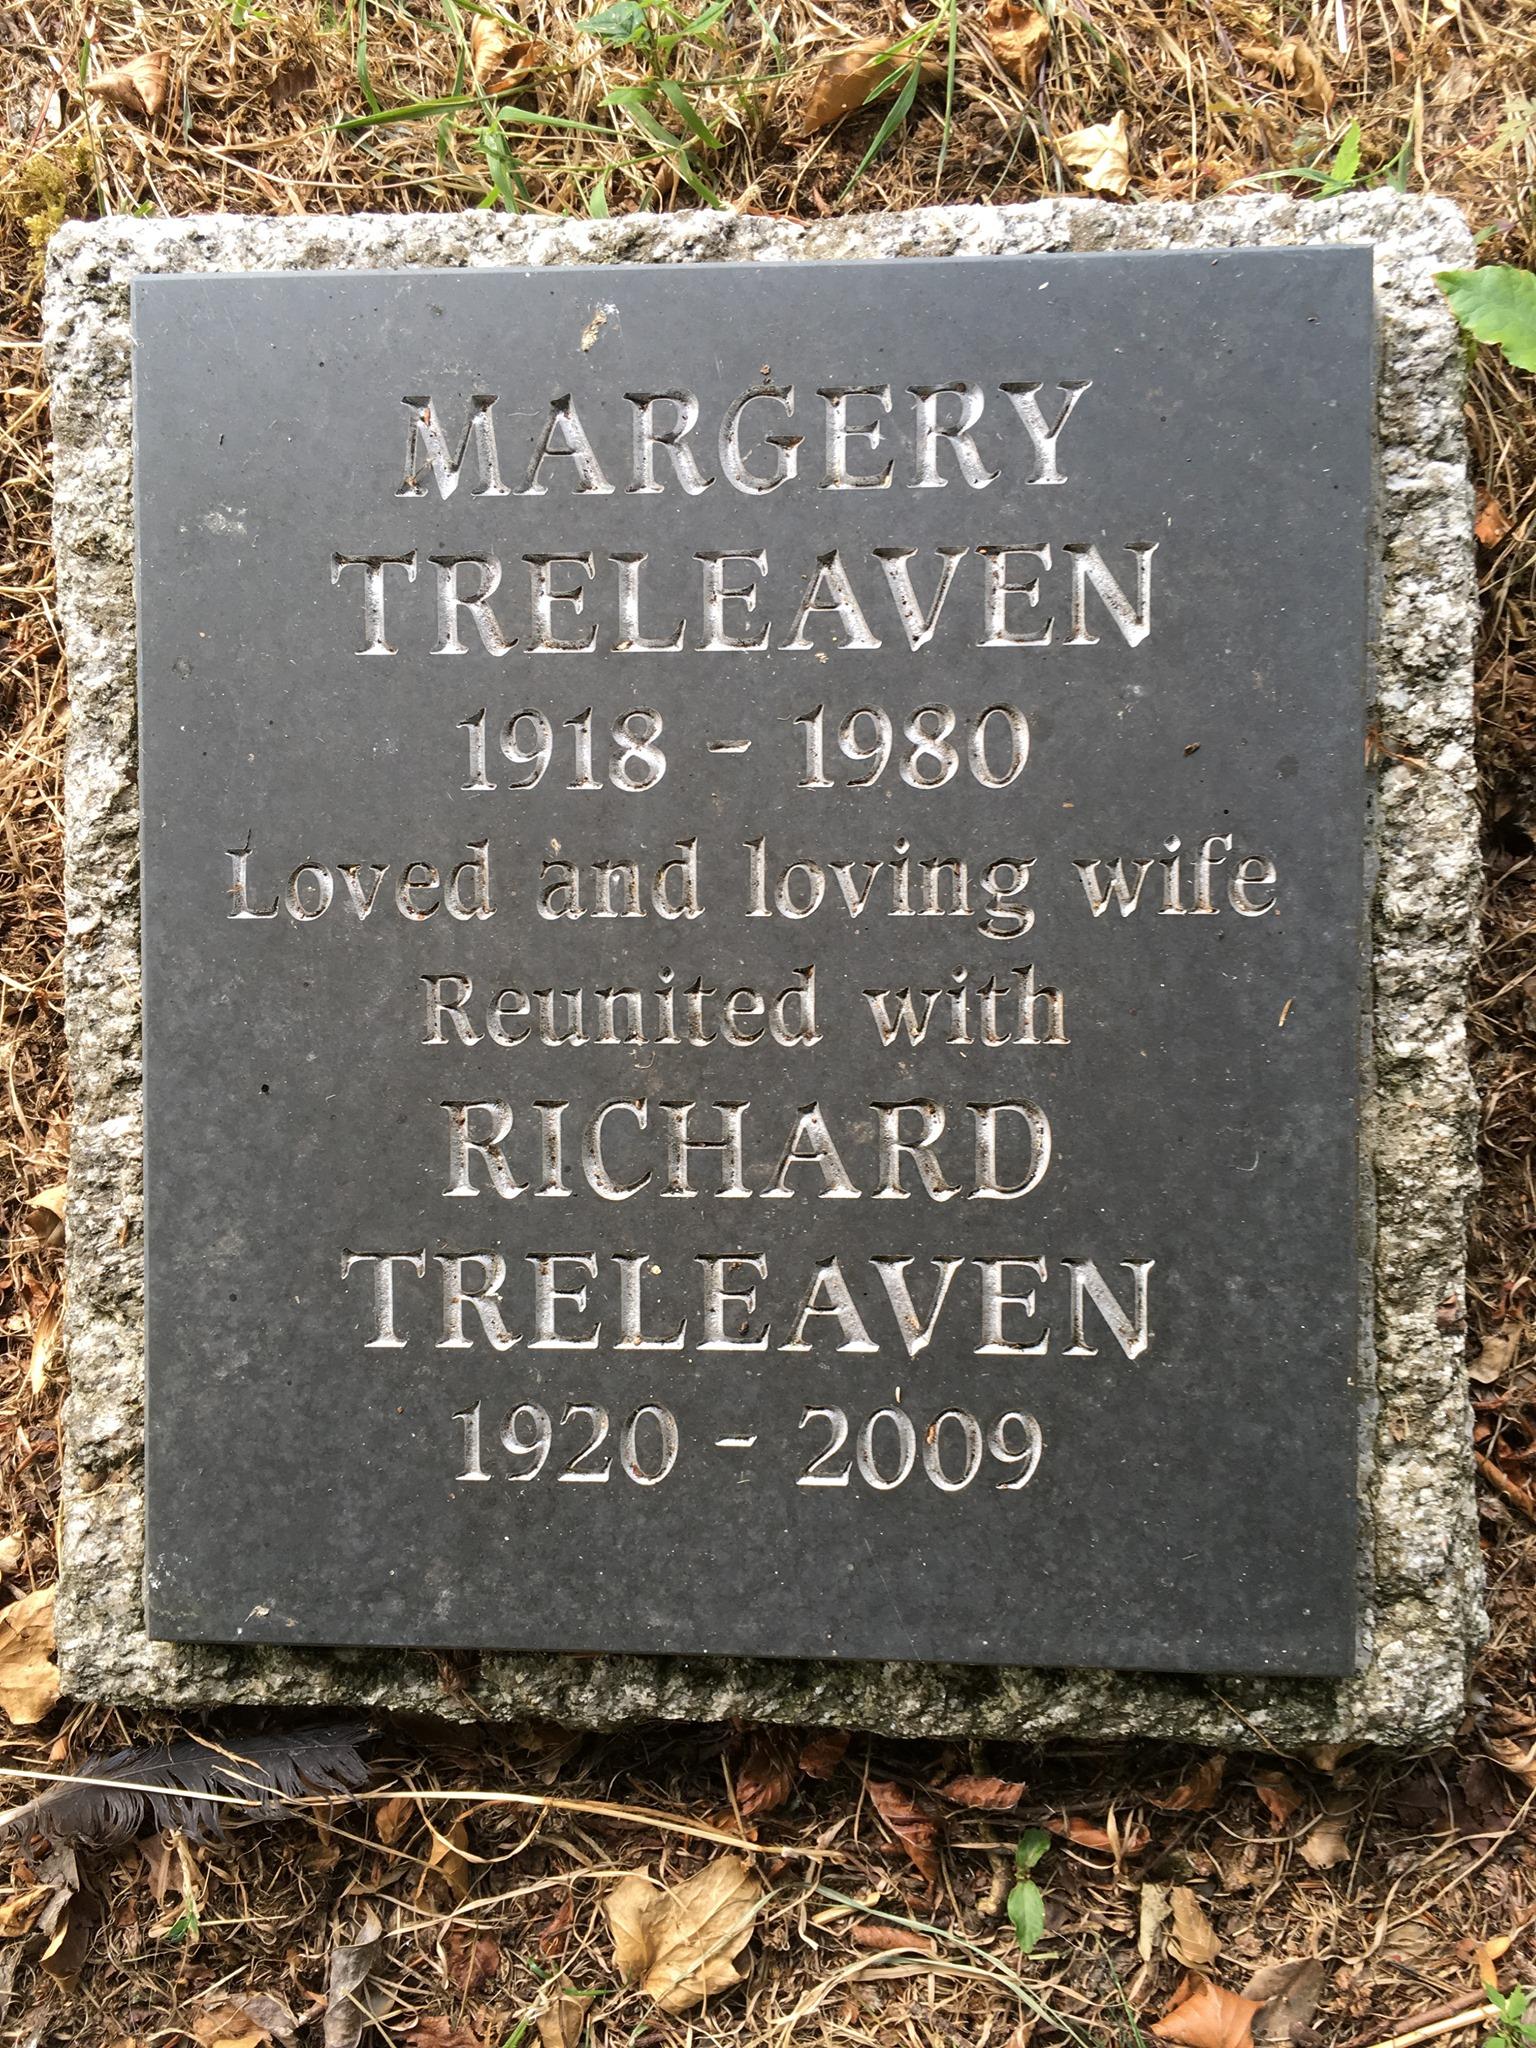 MARGERY
TRELEAVEN
1918 - 1980
Loved and loving wife
Reunited with
RICHARD
TRELEAVEN
1920 - 2009